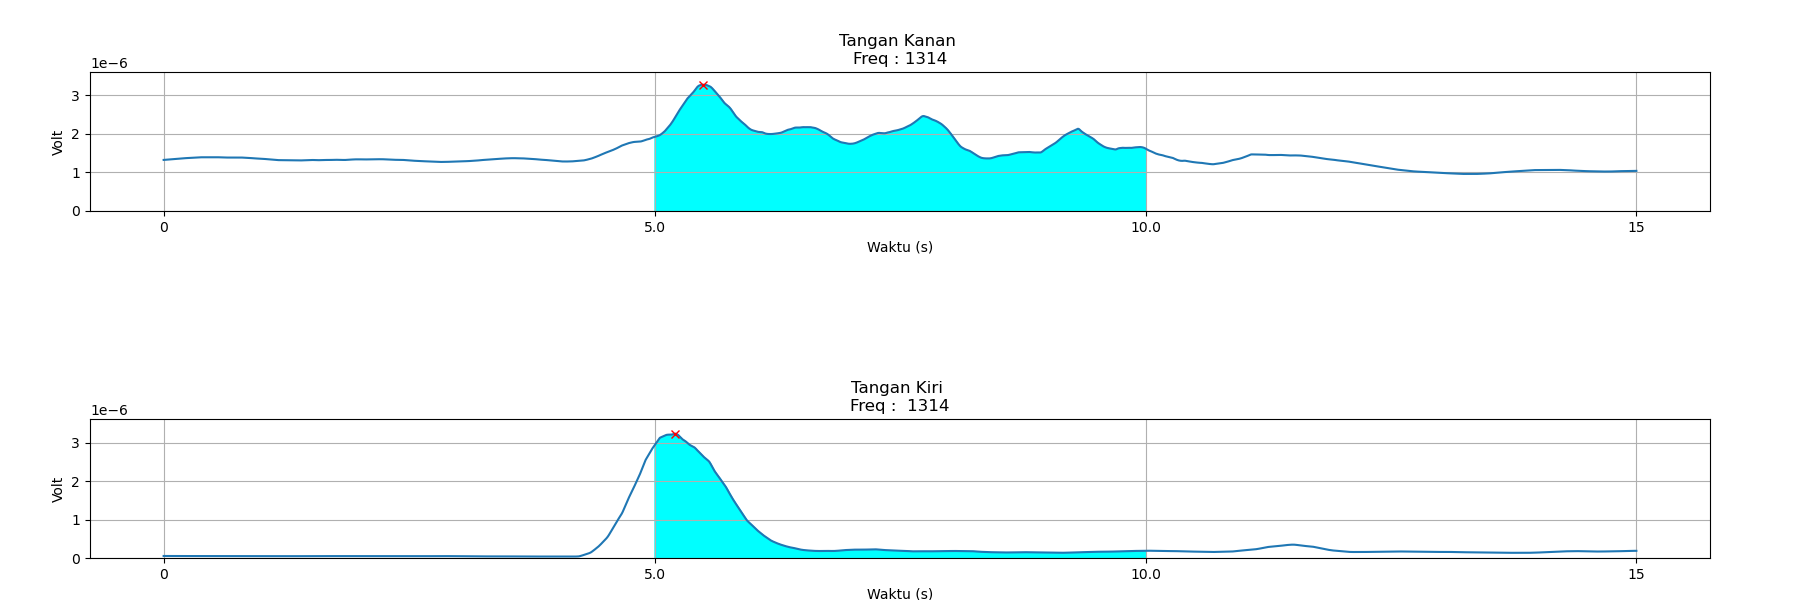 Tangan Kanan
Freq : 1314
1e−6
3
2
1
0
Volt
0 5.0 10.0 15
Waktu (s)
Tangan Kiri
Freq :  1314
1e−6
3
2
1
0
Volt
0 5.0 10.0 15
Waktu (s)